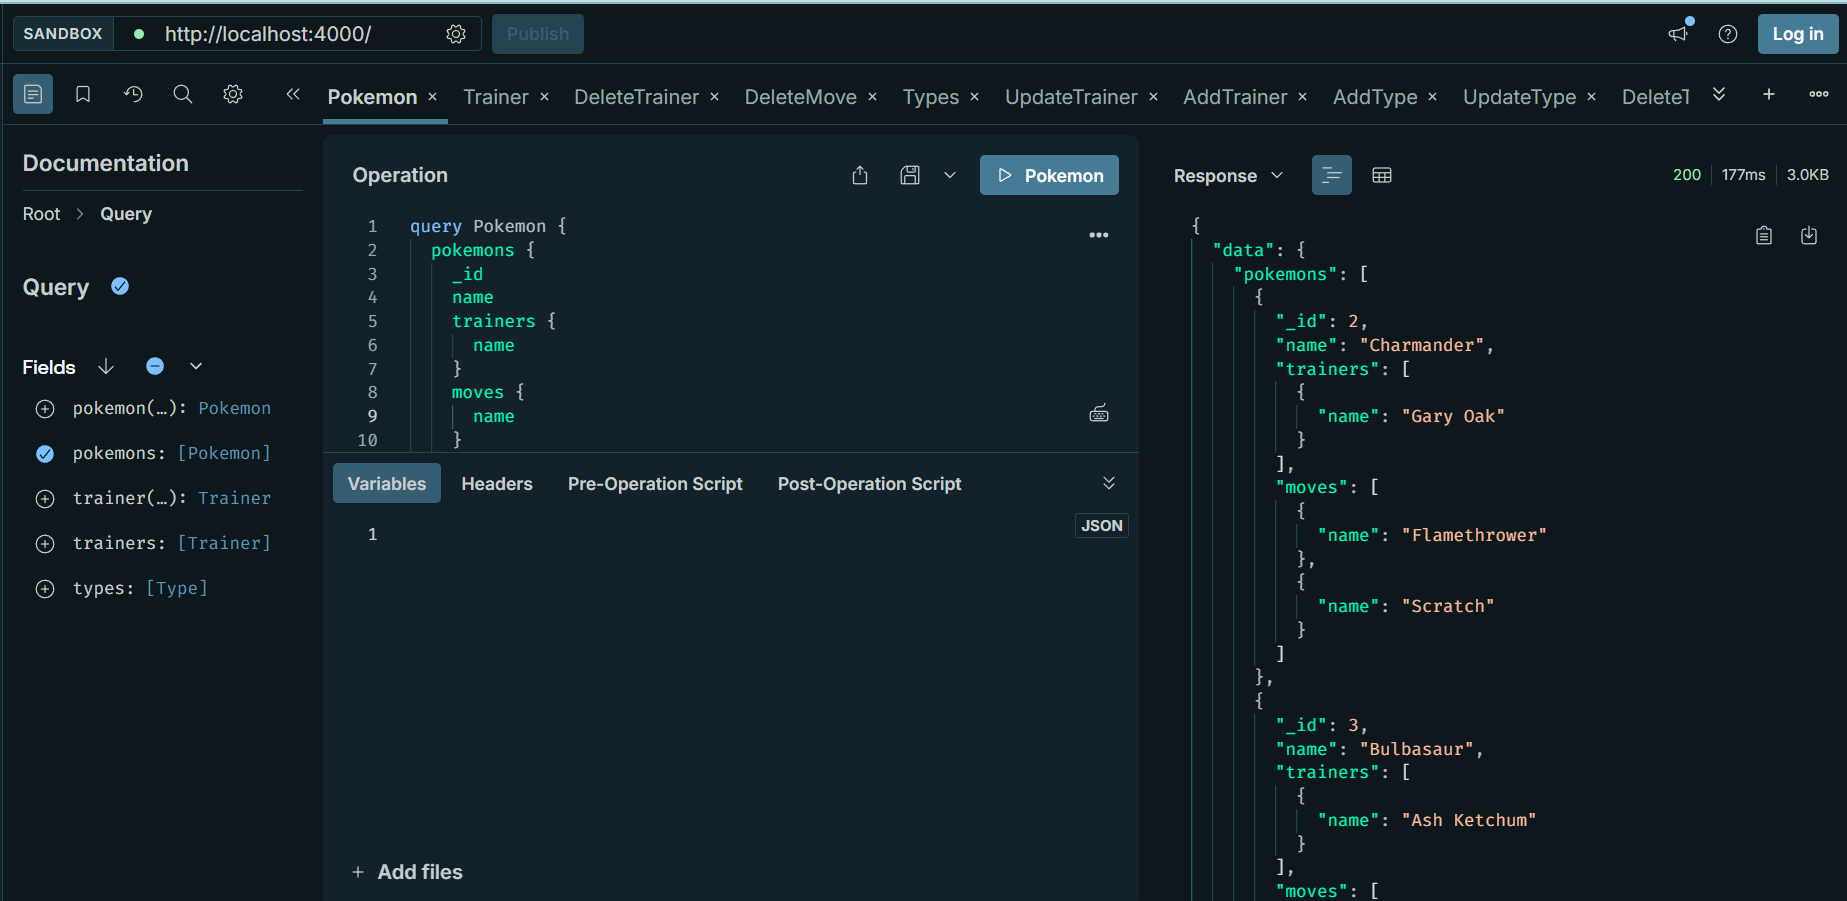 SANDBOX http://localhost:4000/ Publish Log in
Pokemon × Trainer × DeleteTrainer × DeleteMove × Types × UpdateTrainer × AddTrainer × AddType × UpdateType × DeleteT
Documentation
Root > Query
Query
Fields
pokemon(…): Pokemon
pokemons: [Pokemon]
trainer(…): Trainer
trainers: [Trainer]
types: [Type]
Operation
Pokemon
1 query Pokemon {
2 pokemons {
3 _id
4 name
5 trainers {
6 name
7 }
8 moves {
9 name
10 }
Variables Headers Pre-Operation Script Post-Operation Script
1
JSON
+ Add files
Response 200 177ms 3.0KB
{
"data": {
"pokemons": [
{
"_id": 2,
"name": "Charmander",
"trainers": [
{
"name": "Gary Oak"
}
],
"moves": [
{
"name": "Flamethrower"
},
{
"name": "Scratch"
}
]
},
{
"_id": 3,
"name": "Bulbasaur",
"trainers": [
{
"name": "Ash Ketchum"
}
],
"moves": [